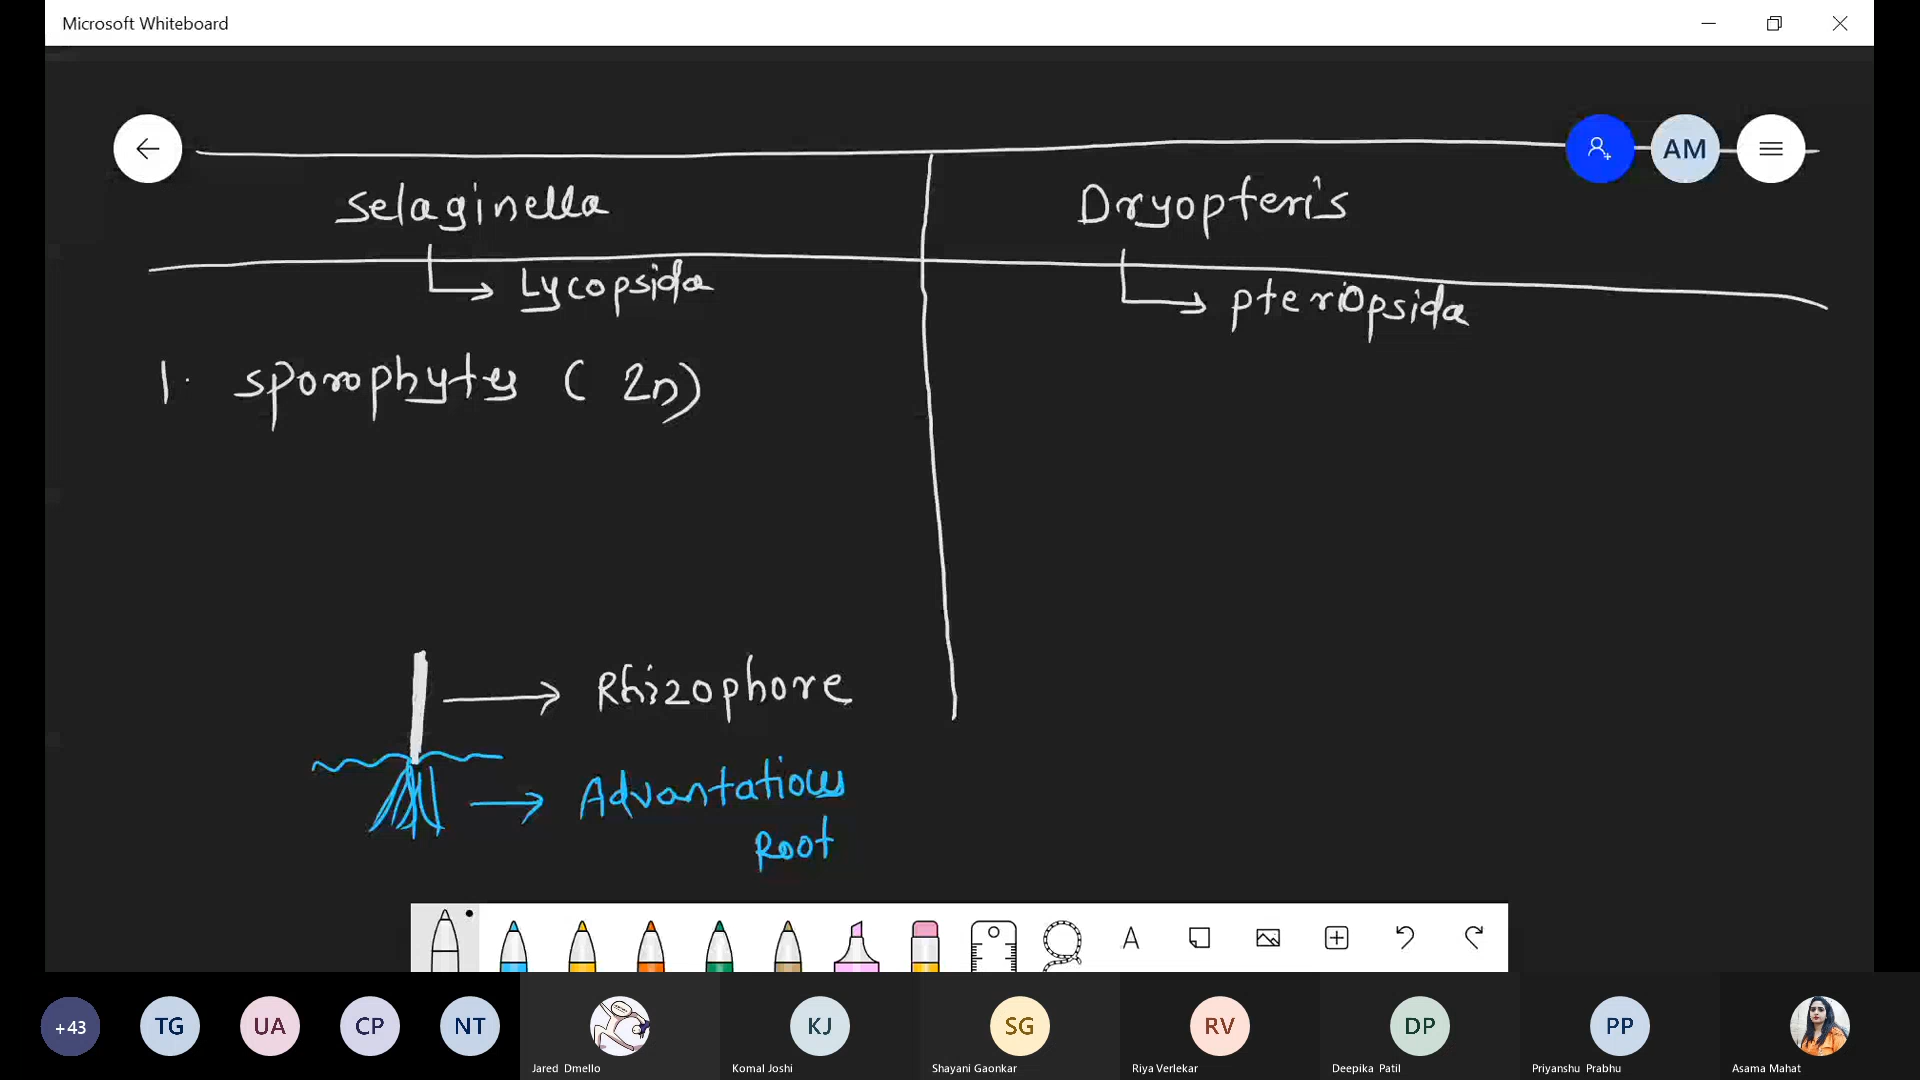 Microsoft Whiteboard
AM
Selaginella
Dryopteris
Lycopsida
pteriopsida
1. sporophytes (2n)
Rhizophore
Advantatious
Root
A
+43
TG
UA
CP
NT
KJ
SG
RV
DP
PP
Jared Dmello
Komal Joshi
Shayani Gaonkar
Riya Verlekar
Deepika Patil
Priyanshu Prabhu
Asama Mahat